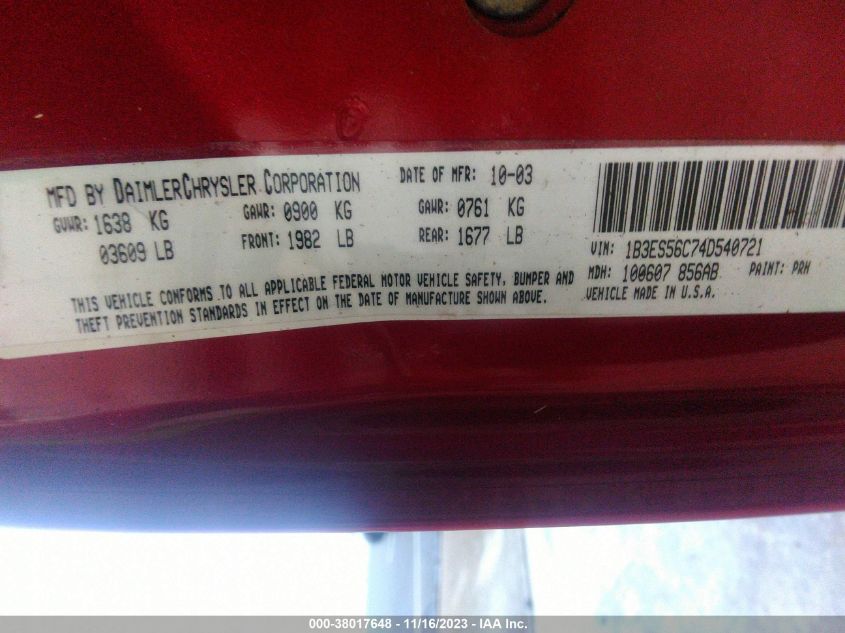 MFD BY DAIMLERCHRYSLER CORPORATION DATE OF MFR: 10-03
GVWR: 1638 KG GAWR: 0900 KG GAWR: 0761 KG
03609 LB FRONT: 1982 LB REAR: 1677 LB
VIN: 1B3ES56C74D540721
MDH: 100607 856AB PAINT: PRH
VEHICLE MADE IN U.S.A.
THIS VEHICLE CONFORMS TO ALL APPLICABLE FEDERAL MOTOR VEHICLE SAFETY, BUMPER AND
THEFT PREVENTION STANDARDS IN EFFECT ON THE DATE OF MANUFACTURE SHOWN ABOVE.
000-38017648 - 11/16/2023 - IAA Inc.